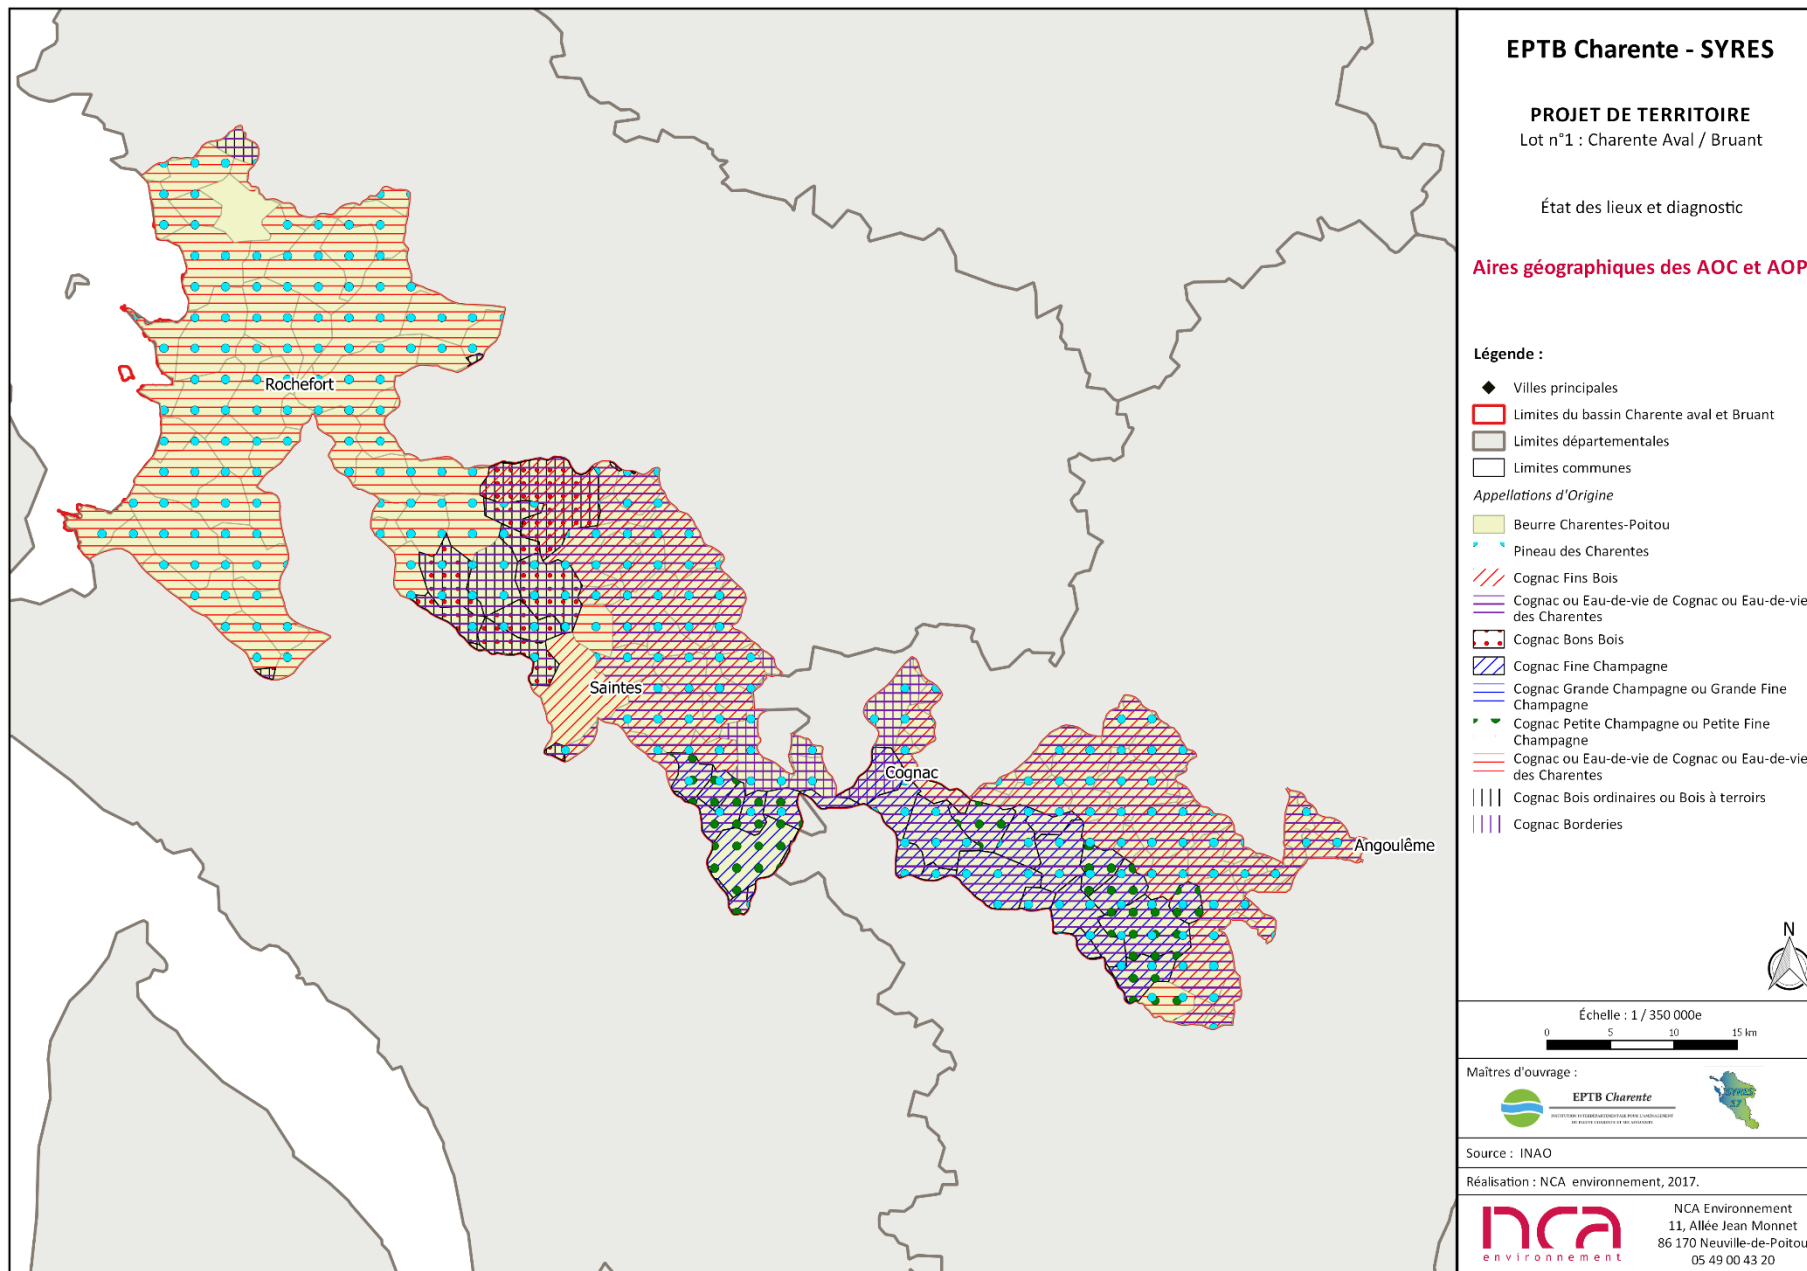 EPTB Charente - SYRES
PROJET DE TERRITOIRE
Lot n°1 : Charente Aval / Bruant
État des lieux et diagnostic
Aires géographiques des AOC et AOP
Légende :
Villes principales
Limites du bassin Charente aval et Bruant
Limites départementales
Limites communes
Appellations d'Origine
Beurre Charentes-Poitou
Pineau des Charentes
Cognac Fins Bois
Cognac ou Eau-de-vie de Cognac ou Eau-de-vie
des Charentes
Cognac Bons Bois
Cognac Fine Champagne
Cognac Grande Champagne ou Grande Fine
Champagne
Cognac Petite Champagne ou Petite Fine
Champagne
Cognac ou Eau-de-vie de Cognac ou Eau-de-vie
des Charentes
Cognac Bois ordinaires ou Bois à terroirs
Cognac Borderies
Rochefort
Saintes
Cognac
Angoulême
N
Échelle : 1 / 350 000e
0 5 10 15 km
Maîtres d'ouvrage :
EPTB Charente
SYRES
17
Source : INAO
Réalisation : NCA environnement, 2017.
nca
environnement
NCA Environnement
11, Allée Jean Monnet
86 170 Neuville-de-Poitou
05 49 00 43 20